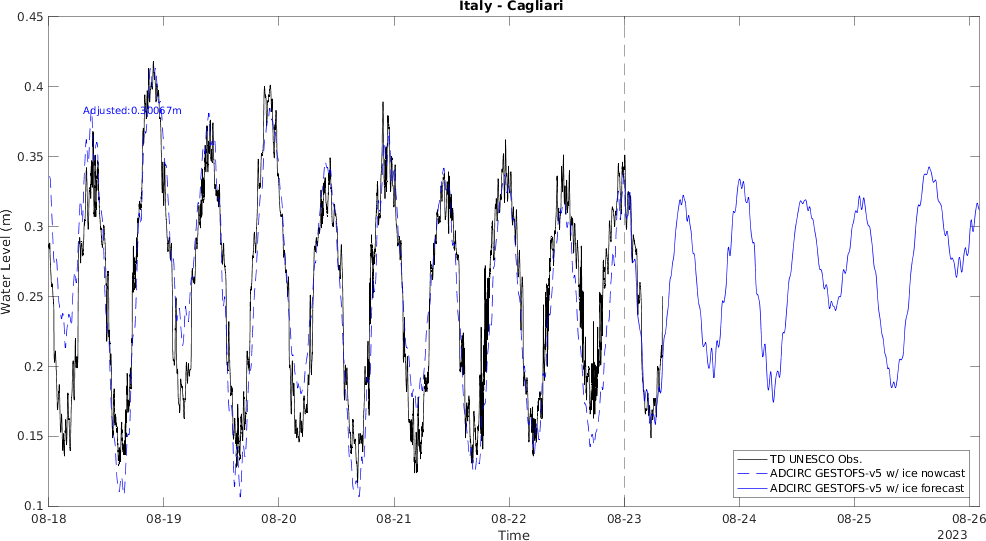 Italy - Cagliari
0.45
0.4
0.35
0.3
0.25
0.2
0.15
0.1
Water Level (m)
Adjusted:0.30067m
TD UNESCO Obs.
ADCIRC GESTOFS-v5 w/ ice nowcast
ADCIRC GESTOFS-v5 w/ ice forecast
08-18 08-19 08-20 08-21 08-22 08-23 08-24 08-25 08-26
Time
2023